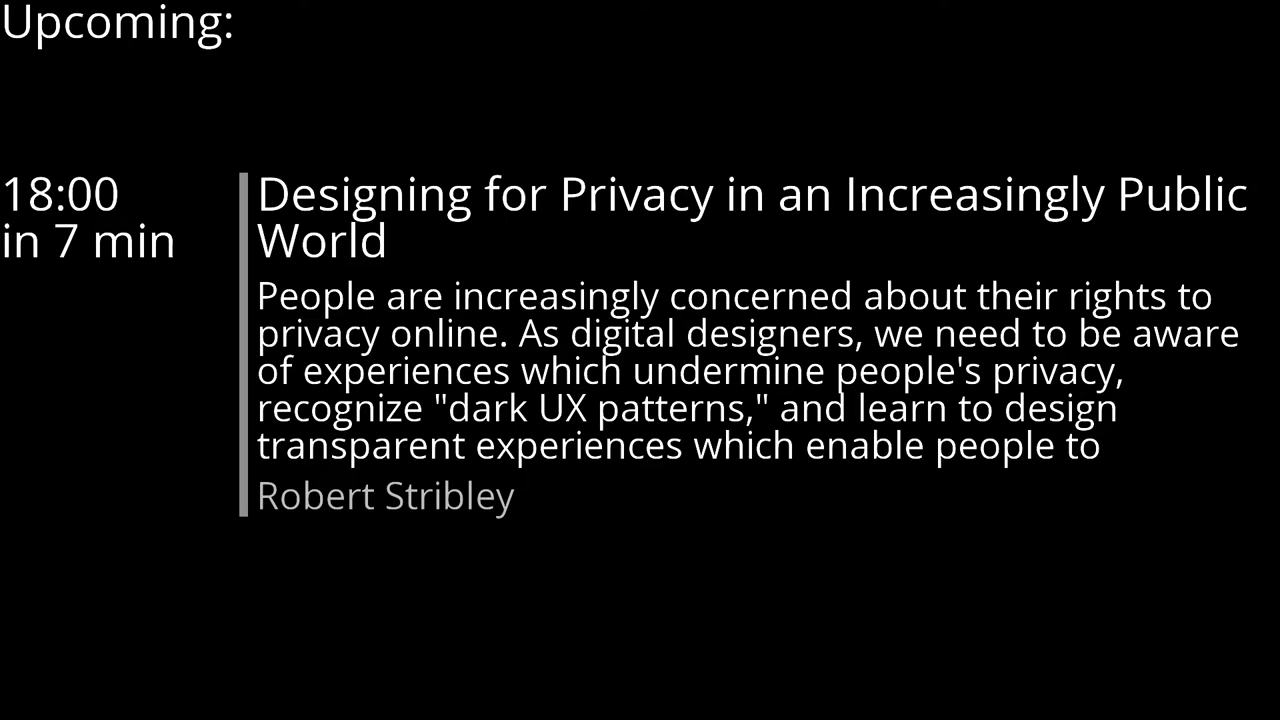 Upcoming:
18:00
in 7 min
Designing for Privacy in an Increasingly Public
World
People are increasingly concerned about their rights to
privacy online. As digital designers, we need to be aware
of experiences which undermine people's privacy,
recognize "dark UX patterns," and learn to design
transparent experiences which enable people to
Robert Stribley